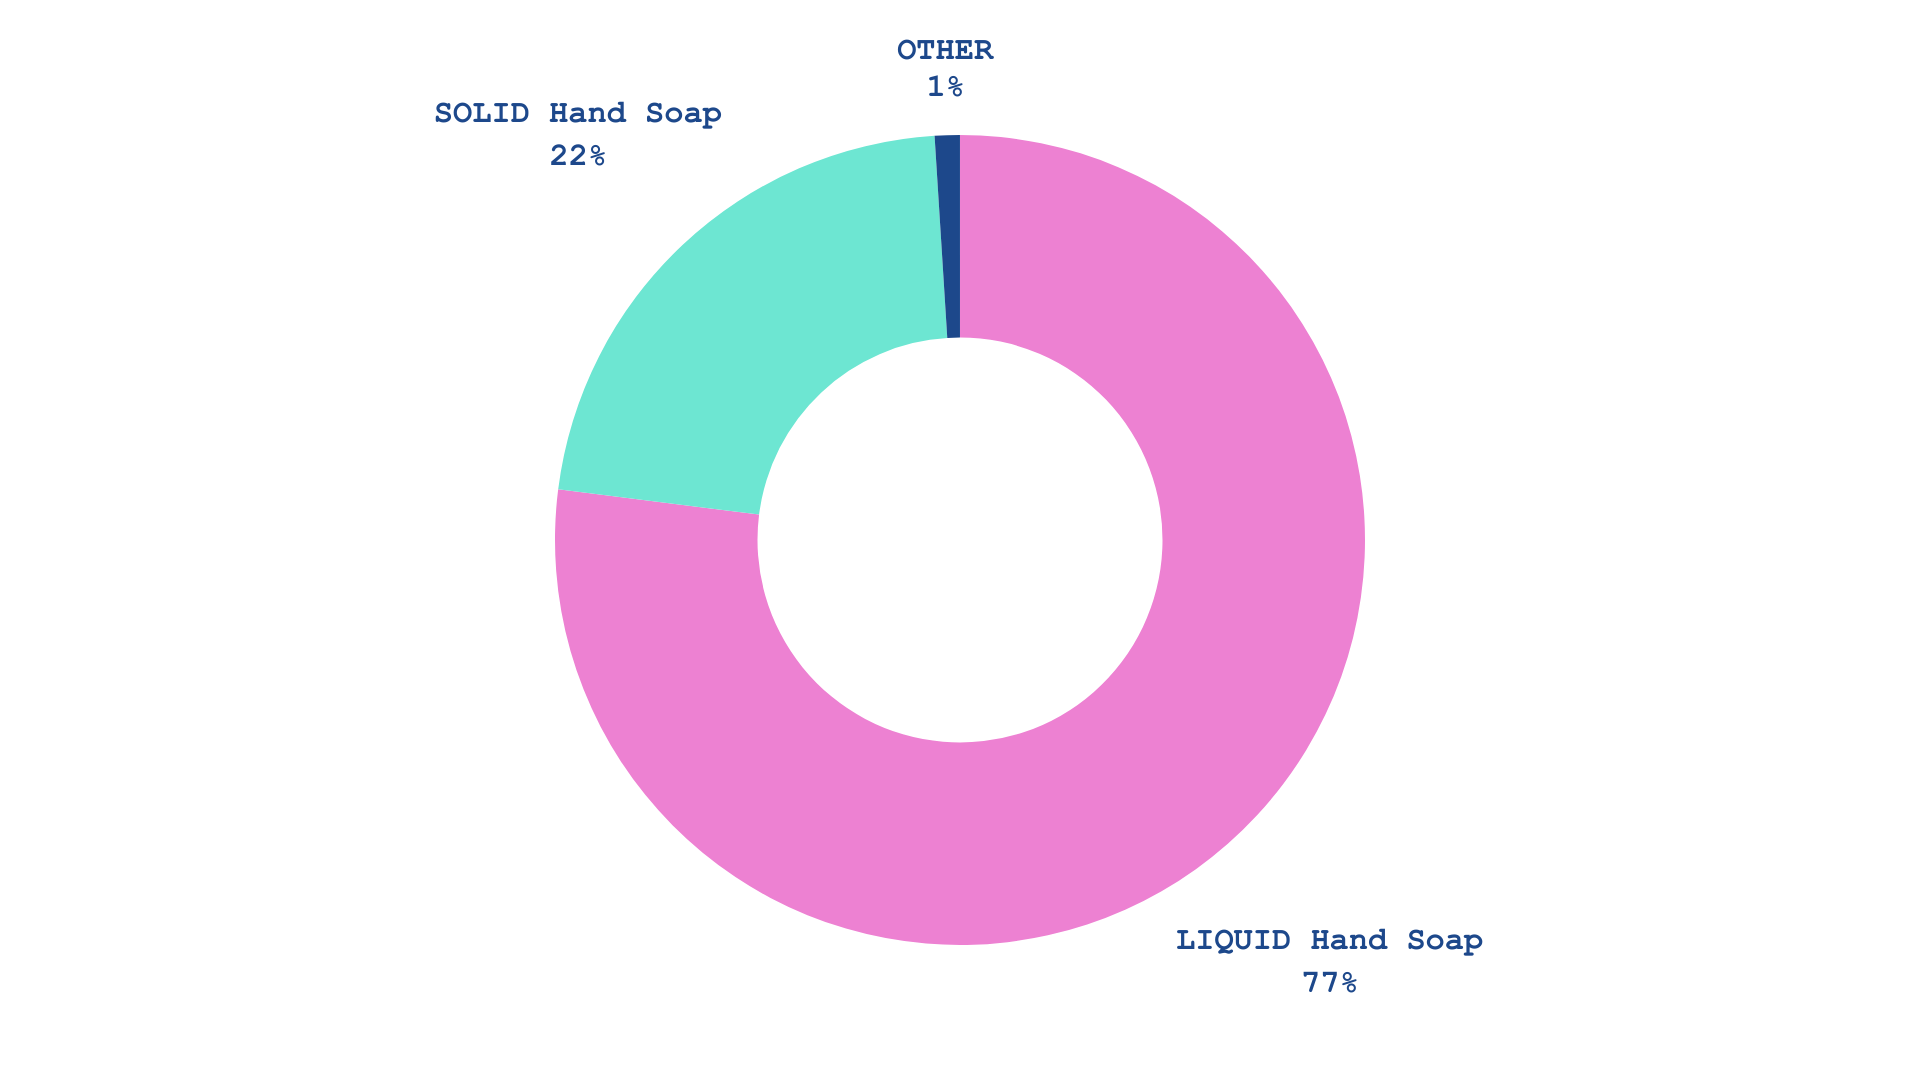 OTHER
1%
SOLID Hand Soap
22%
LIQUID Hand Soap
77%